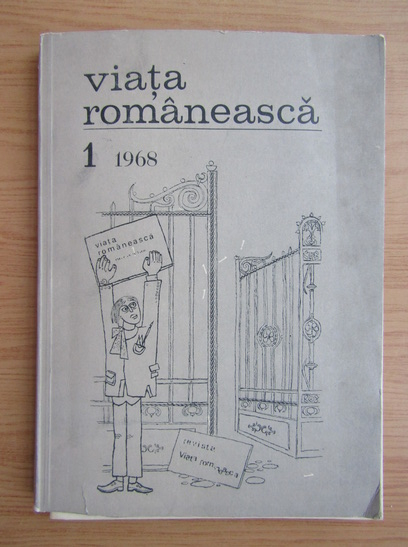 viața
românească
1 1968
viața
românească
revista
Viața românească